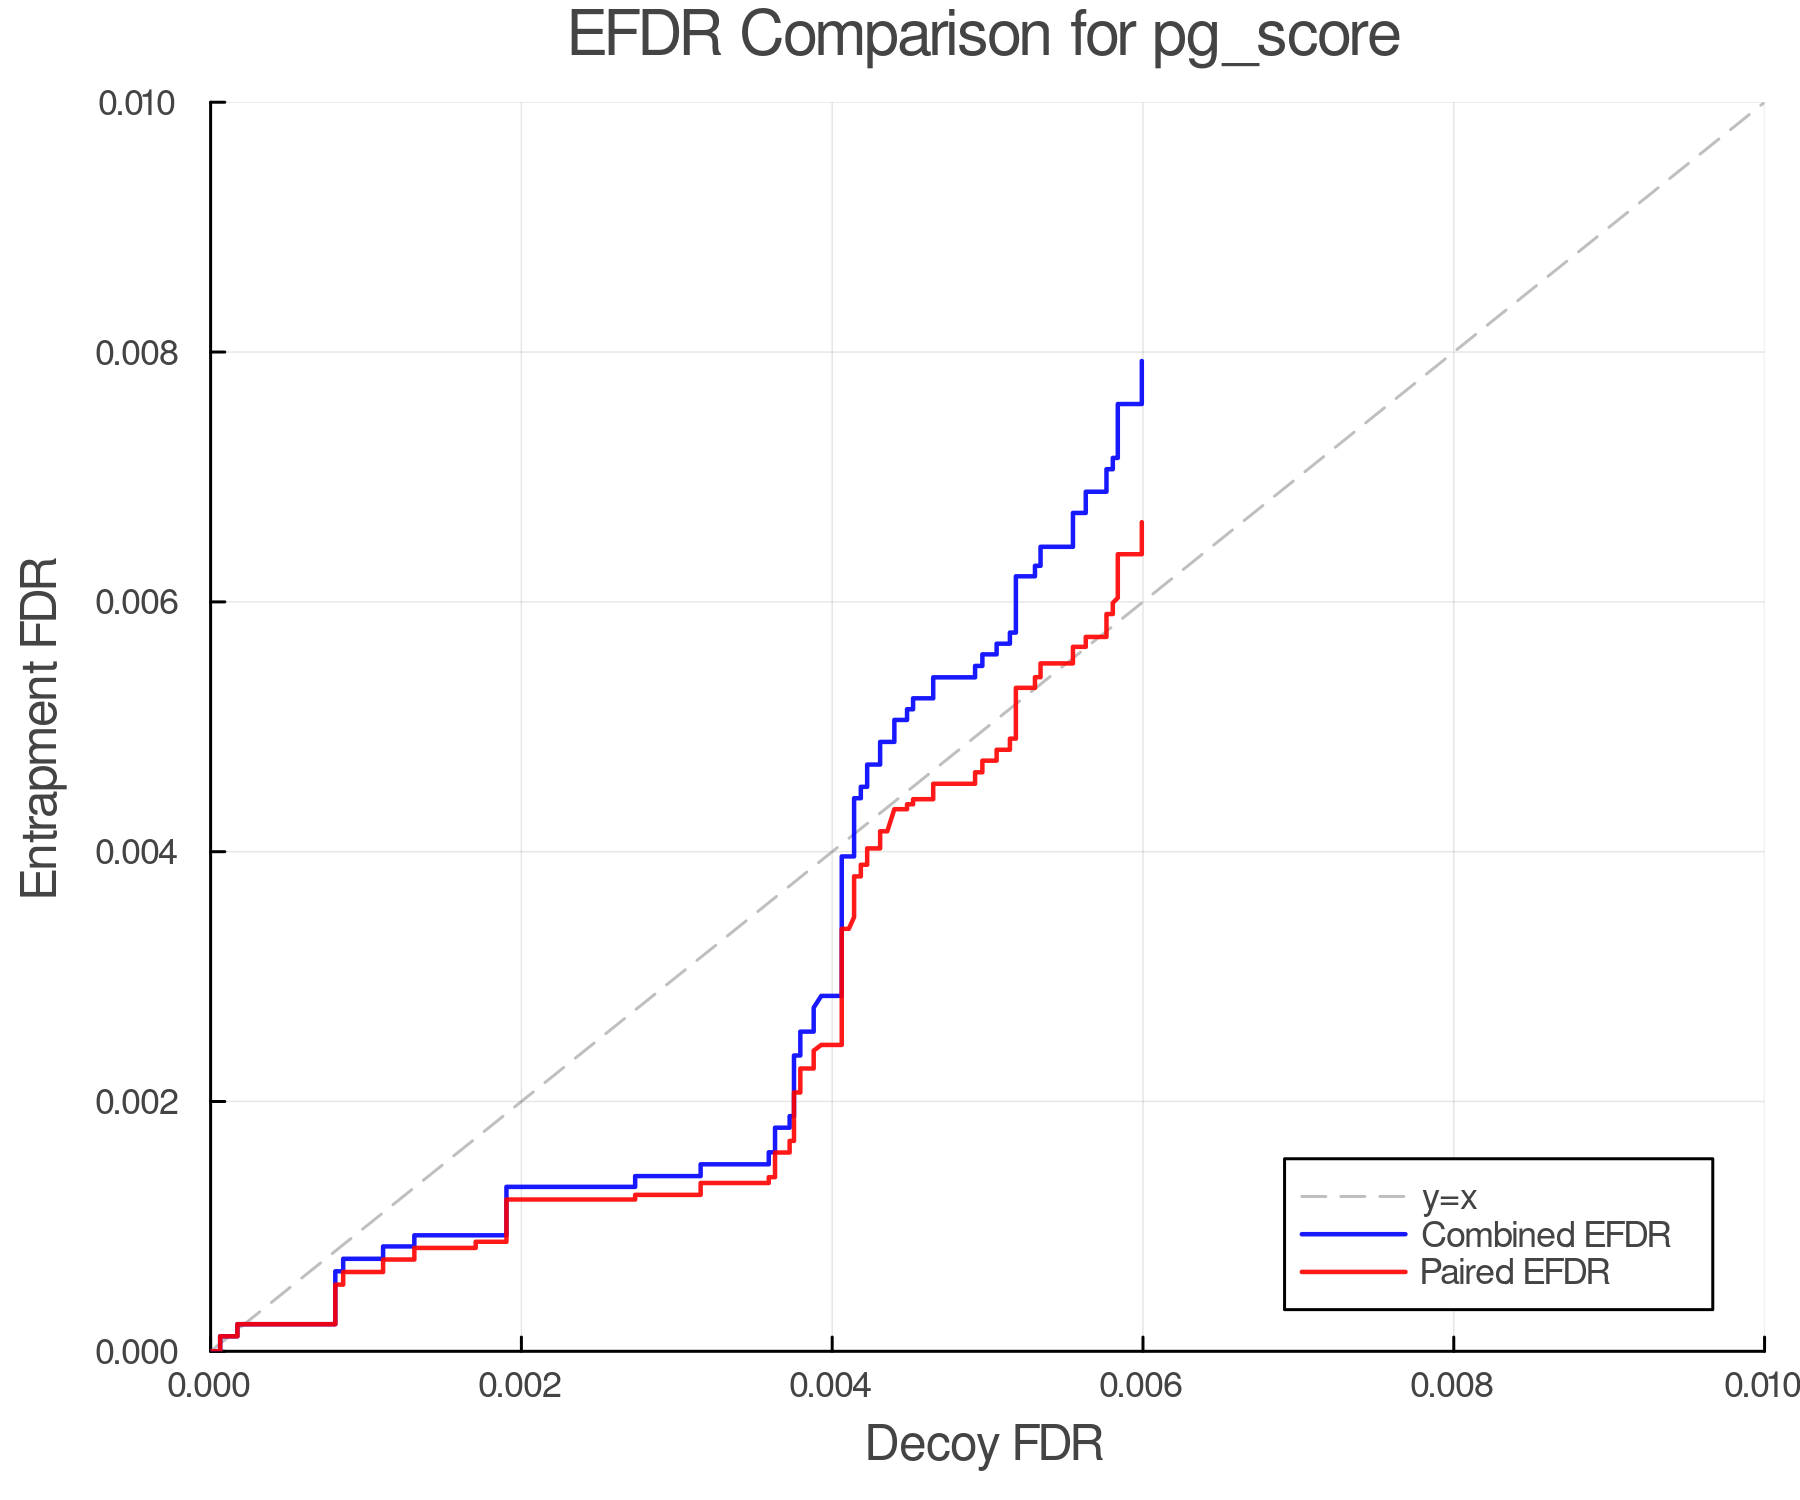 EFDR Comparison for pg_score
Entrapment FDR
0.010
0.008
0.006
0.004
0.002
0.000
0.000 0.002 0.004 0.006 0.008 0.010
Decoy FDR
y=x
Combined EFDR
Paired EFDR